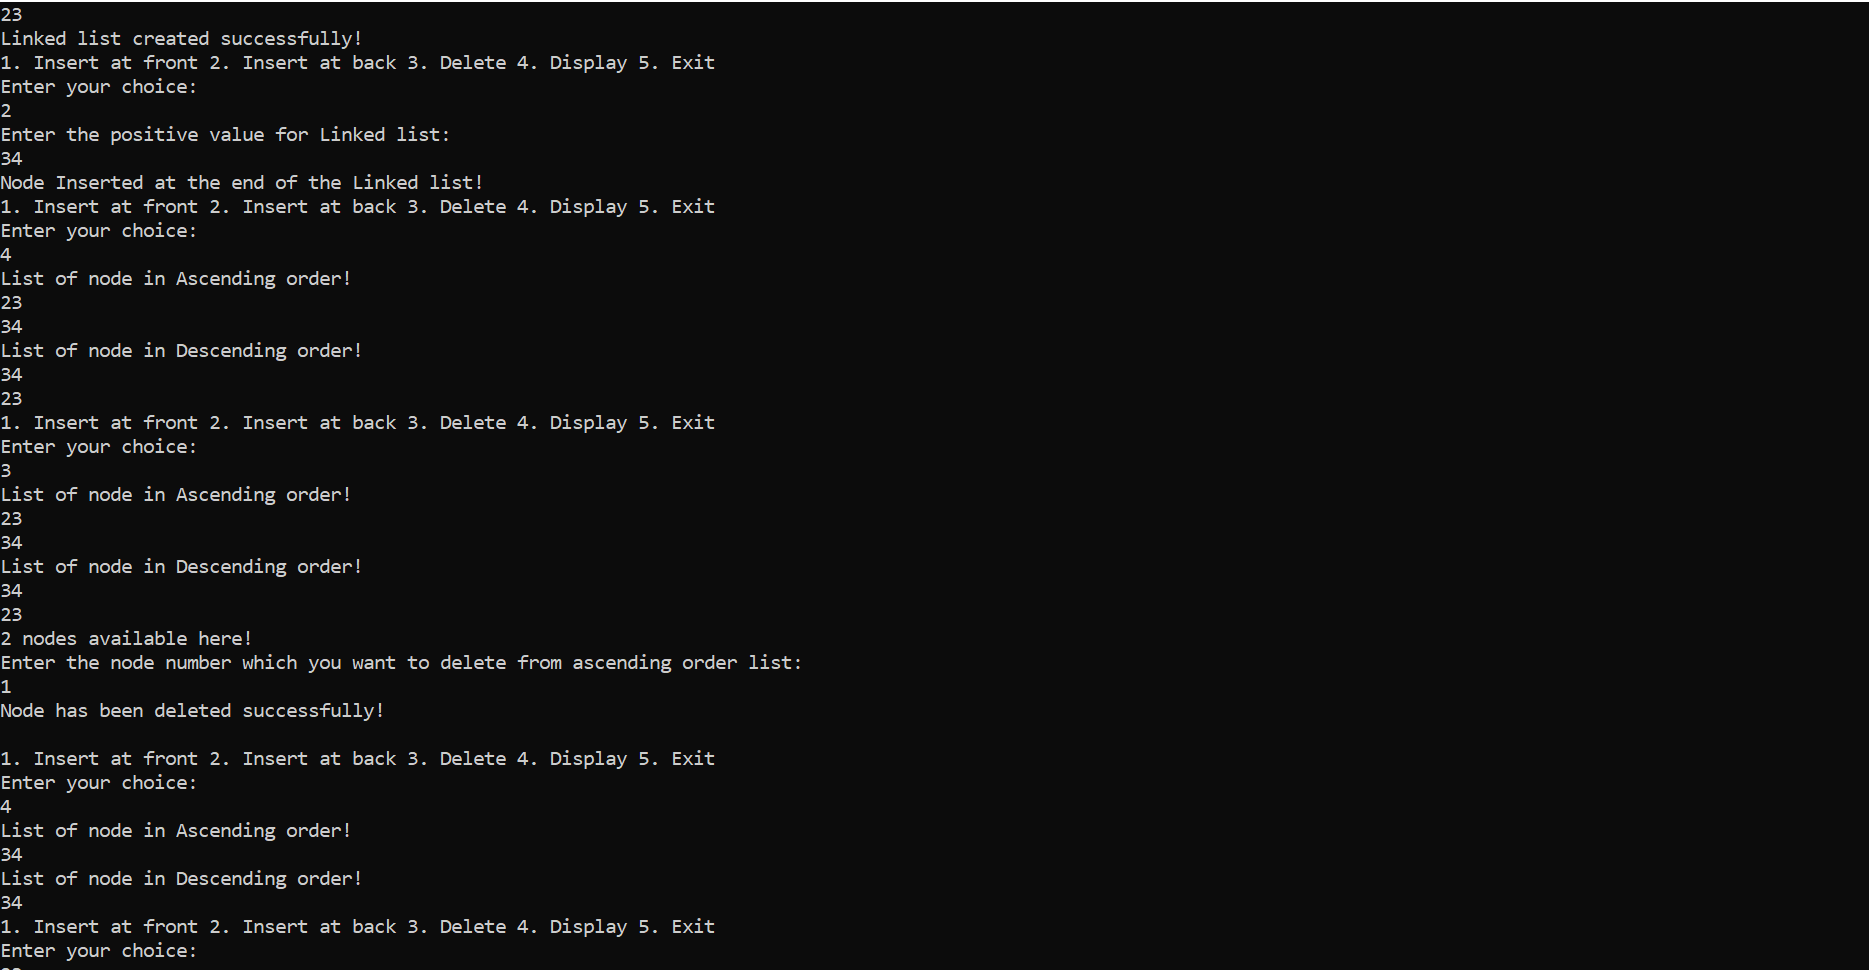 23
Linked list created successfully!
1. Insert at front 2. Insert at back 3. Delete 4. Display 5. Exit
Enter your choice:
2
Enter the positive value for Linked list:
34
Node Inserted at the end of the Linked list!
1. Insert at front 2. Insert at back 3. Delete 4. Display 5. Exit
Enter your choice:
4
List of node in Ascending order!
23
34
List of node in Descending order!
34
23
1. Insert at front 2. Insert at back 3. Delete 4. Display 5. Exit
Enter your choice:
3
List of node in Ascending order!
23
34
List of node in Descending order!
34
23
2 nodes available here!
Enter the node number which you want to delete from ascending order list:
1
Node has been deleted successfully!
1. Insert at front 2. Insert at back 3. Delete 4. Display 5. Exit
Enter your choice:
4
List of node in Ascending order!
34
List of node in Descending order!
34
1. Insert at front 2. Insert at back 3. Delete 4. Display 5. Exit
Enter your choice: